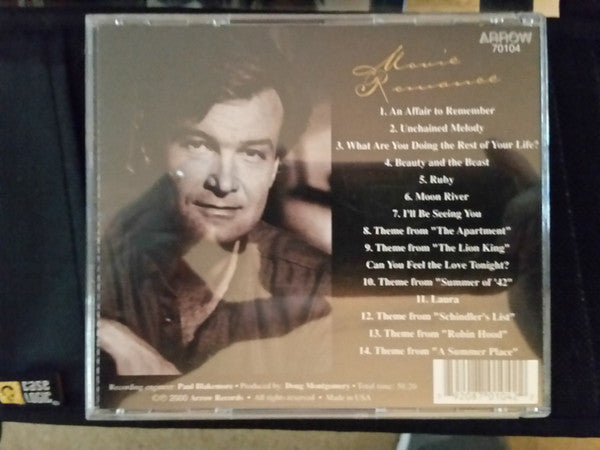 ARROW
70104
Movie
Romance
1. An Affair to Remember
2. Unchained Melody
3. What Are You Doing the Rest of Your Life?
4. Beauty and the Beast
5. Ruby
6. Moon River
7. I'll Be Seeing You
8. Theme from "The Apartment"
9. Theme from "The Lion King"
Can You Feel the Love Tonight?
10. Theme from "Summer of '42"
11. Laura
12. Theme from "Schindler's List"
13. Theme from "Robin Hood"
14. Theme from "A Summer Place"
Recording engineer: Paul Blakemore • Produced by: Doug Montgomery • Total time: 50:20
©℗ 2000 Arrow Records • All rights reserved • Made in USA
CASE
LOGIC